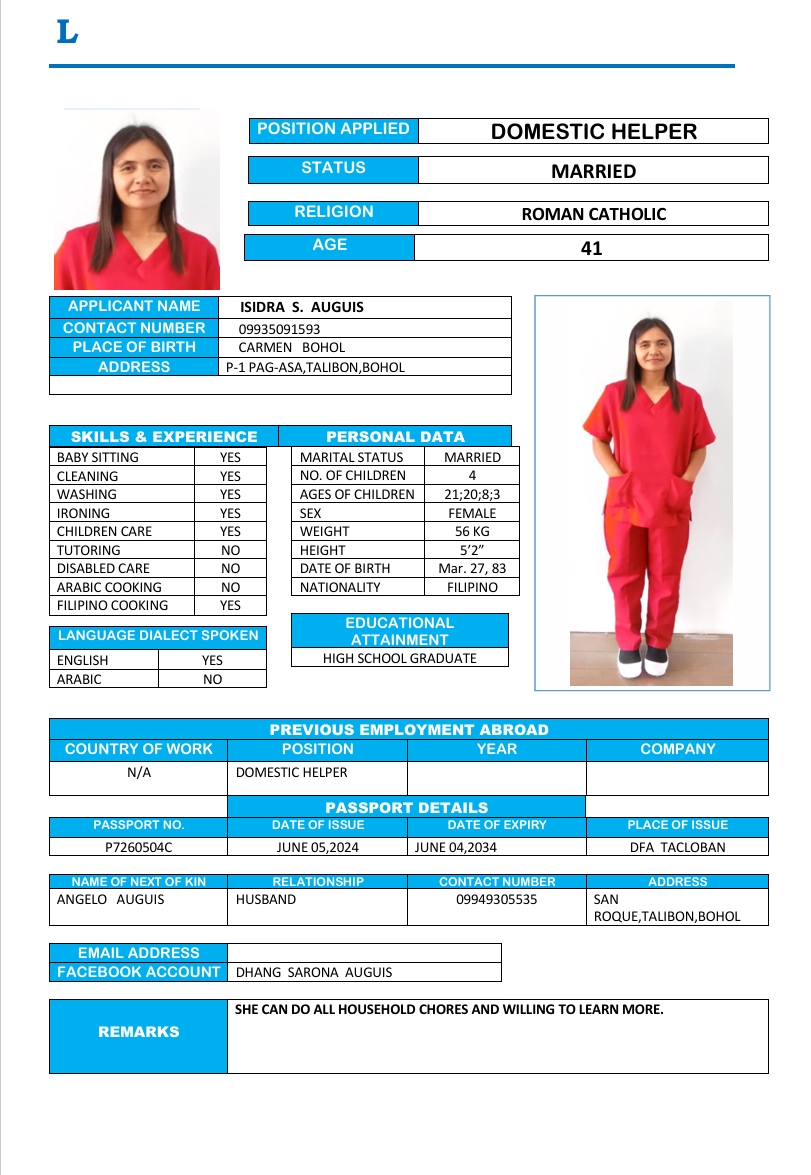 L
POSITION APPLIED DOMESTIC HELPER
STATUS MARRIED
RELIGION ROMAN CATHOLIC
AGE 41
APPLICANT NAME ISIDRA S. AUGUIS
CONTACT NUMBER 09935091593
PLACE OF BIRTH CARMEN BOHOL
ADDRESS P-1 PAG-ASA,TALIBON,BOHOL
SKILLS & EXPERIENCE PERSONAL DATA
BABY SITTING YES MARITAL STATUS MARRIED
CLEANING YES NO. OF CHILDREN 4
WASHING YES AGES OF CHILDREN 21;20;8;3
IRONING YES SEX FEMALE
CHILDREN CARE YES WEIGHT 56 KG
TUTORING NO HEIGHT 5’2”
DISABLED CARE NO DATE OF BIRTH Mar. 27, 83
ARABIC COOKING NO NATIONALITY FILIPINO
FILIPINO COOKING YES
LANGUAGE DIALECT SPOKEN
ENGLISH YES
ARABIC NO
EDUCATIONAL
ATTAINMENT
HIGH SCHOOL GRADUATE
PREVIOUS EMPLOYMENT ABROAD
COUNTRY OF WORK POSITION YEAR COMPANY
N/A DOMESTIC HELPER
PASSPORT DETAILS
PASSPORT NO. DATE OF ISSUE DATE OF EXPIRY PLACE OF ISSUE
P7260504C JUNE 05,2024 JUNE 04,2034 DFA TACLOBAN
NAME OF NEXT OF KIN RELATIONSHIP CONTACT NUMBER ADDRESS
ANGELO AUGUIS HUSBAND 09949305535 SAN
ROQUE,TALIBON,BOHOL
EMAIL ADDRESS
FACEBOOK ACCOUNT DHANG SARONA AUGUIS
REMARKS SHE CAN DO ALL HOUSEHOLD CHORES AND WILLING TO LEARN MORE.